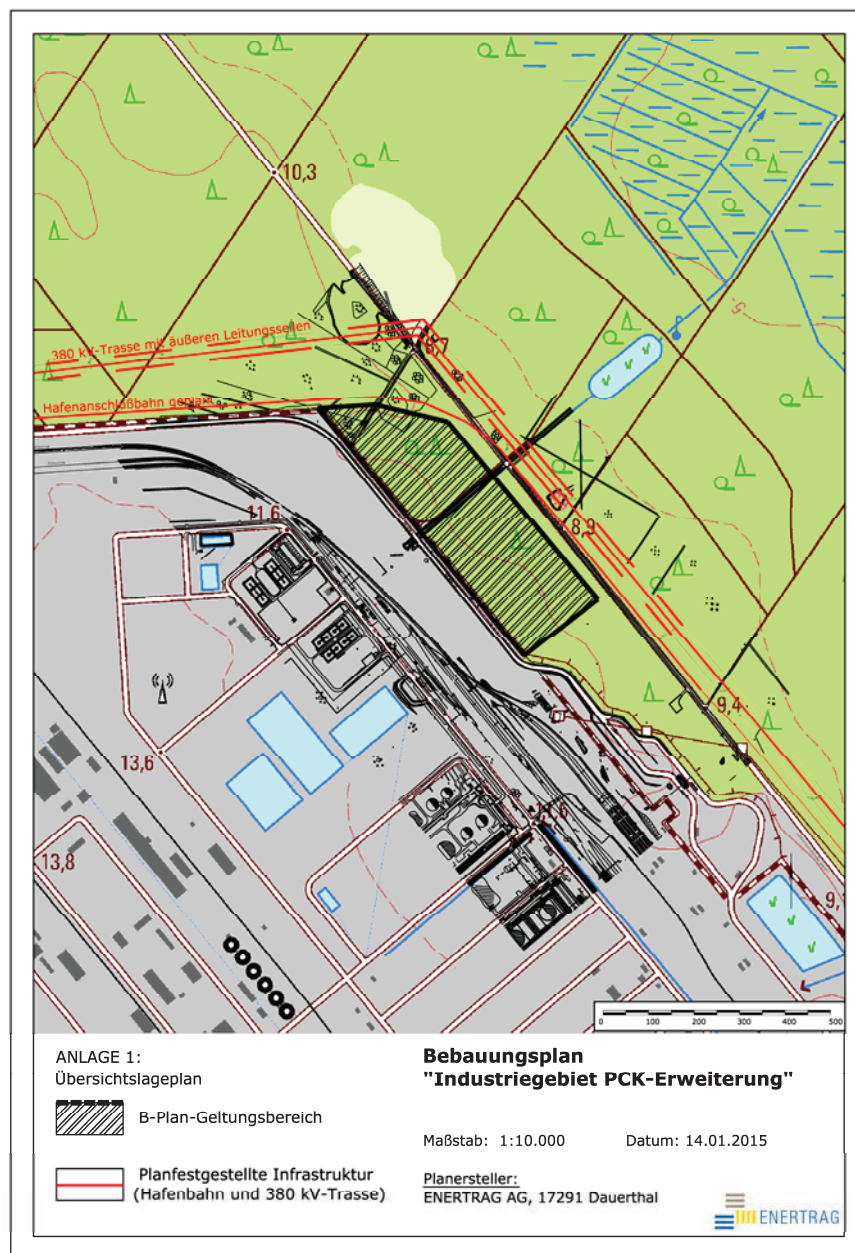 10,3
380 kV-Trasse mit äußeren Leitungsseilen
8,7
Hafenanschlußbahn geplant
11,6
8,9
9,4
13,6
11,6
13,8
9,
0 100 200 300 400 500
ANLAGE 1:
Übersichtslageplan
B-Plan-Geltungsbereich
Planfestgestellte Infrastruktur
(Hafenbahn und 380 kV-Trasse)
Bebauungsplan
"Industriegebiet PCK-Erweiterung"
Maßstab: 1:10.000 Datum: 14.01.2015
Planersteller:
ENERTRAG AG, 17291 Dauerthal
ENERTRAG